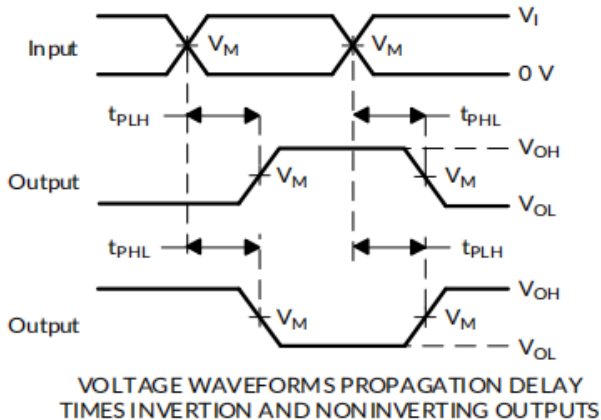 V_I
Input
V_M
V_M
0 V
t_PLH
t_PHL
V_OH
Output
V_M
V_M
V_OL
t_PHL
t_PLH
V_OH
Output
V_M
V_M
V_OL
VOLTAGE WAVEFORMS PROPAGATION DELAY
TIMES INVERTION AND NONINVERTING OUTPUTS